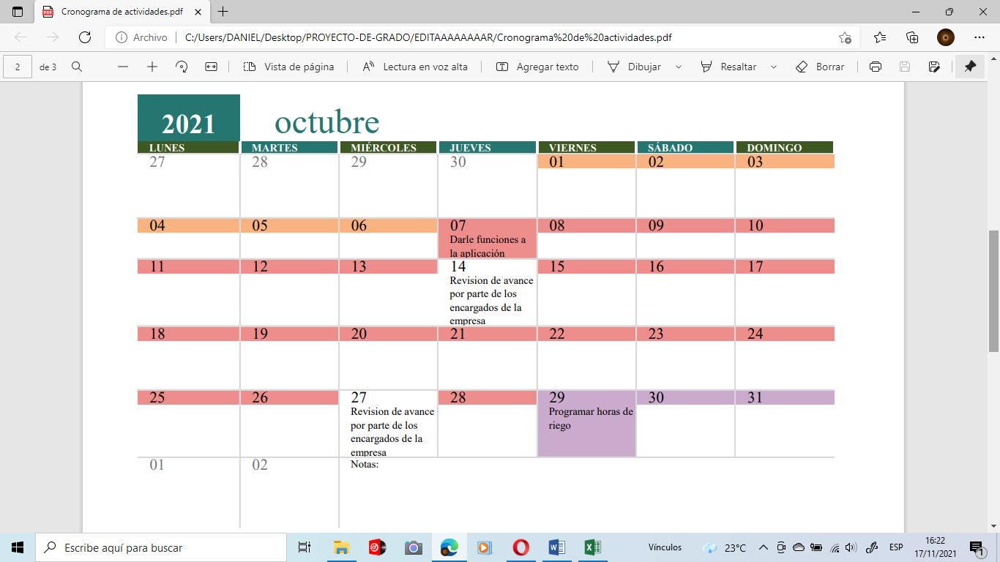 Cronograma de actividades.pdf
Archivo C:/Users/DANIEL/Desktop/PROYECTO-DE-GRADO/EDITAAAAAAAAR/Cronograma%20de%20actividades.pdf
2 de 3 Vista de página Lectura en voz alta Agregar texto Dibujar Resaltar Borrar
2021 octubre
LUNES MARTES MIÉRCOLES JUEVES VIERNES SÁBADO DOMINGO
27 28 29 30 01 02 03
04 05 06 07 08 09 10
Darle funciones a
la aplicación
11 12 13 14 15 16 17
Revision de avance
por parte de los
encargados de la
empresa
18 19 20 21 22 23 24
25 26 27 28 29 30 31
Revision de avance Programar horas de
por parte de los riego
encargados de la
empresa
01 02 Notas:
Escribe aquí para buscar Vínculos 23°C ESP 16:22
17/11/2021 1